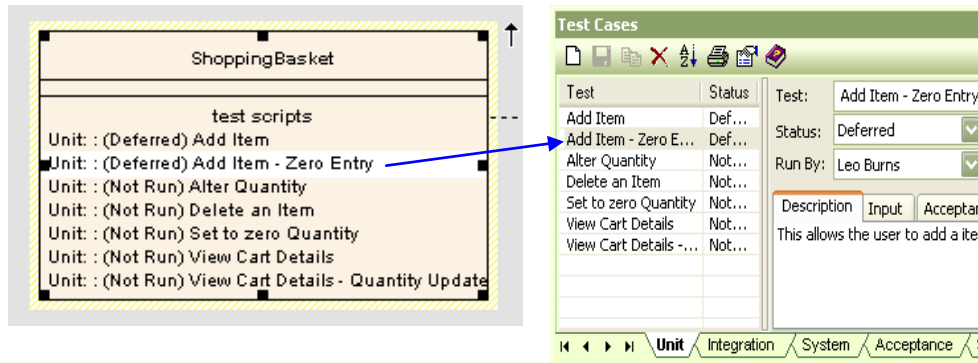 ShoppingBasket
test scripts
Unit: : (Deferred) Add Item
Unit: : (Deferred) Add Item - Zero Entry
Unit: : (Not Run) Alter Quantity
Unit: : (Not Run) Delete an Item
Unit: : (Not Run) Set to zero Quantity
Unit: : (Not Run) View Cart Details
Unit: : (Not Run) View Cart Details - Quantity Update
Test Cases
Test Status
Add Item Def...
Add Item - Zero E... Def...
Alter Quantity Not...
Delete an Item Not...
Set to zero Quantity Not...
View Cart Details Not...
View Cart Details -... Not...
Test: Add Item - Zero Entry
Status: Deferred
Run By: Leo Burns
Description Input Acceptan
This allows the user to add a ite
Unit Integration System Acceptance